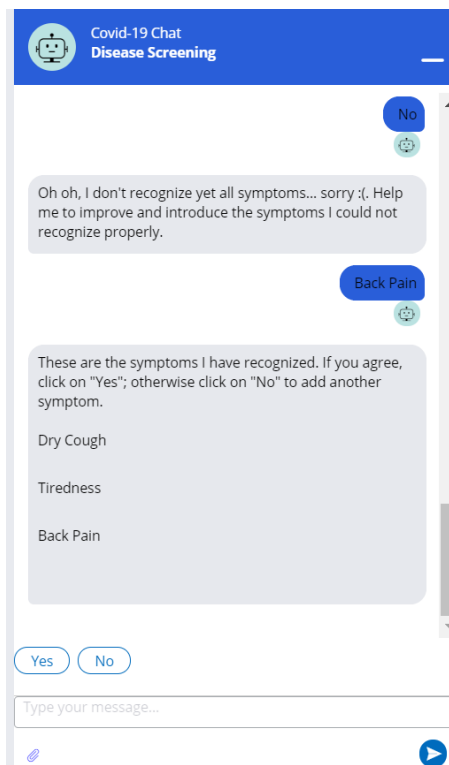 Covid-19 Chat
Disease Screening
No
Oh oh, I don't recognize yet all symptoms... sorry :(. Help
me to improve and introduce the symptoms I could not
recognize properly.
Back Pain
These are the symptoms I have recognized. If you agree,
click on "Yes"; otherwise click on "No" to add another
symptom.
Dry Cough
Tiredness
Back Pain
Yes
No
Type your message...